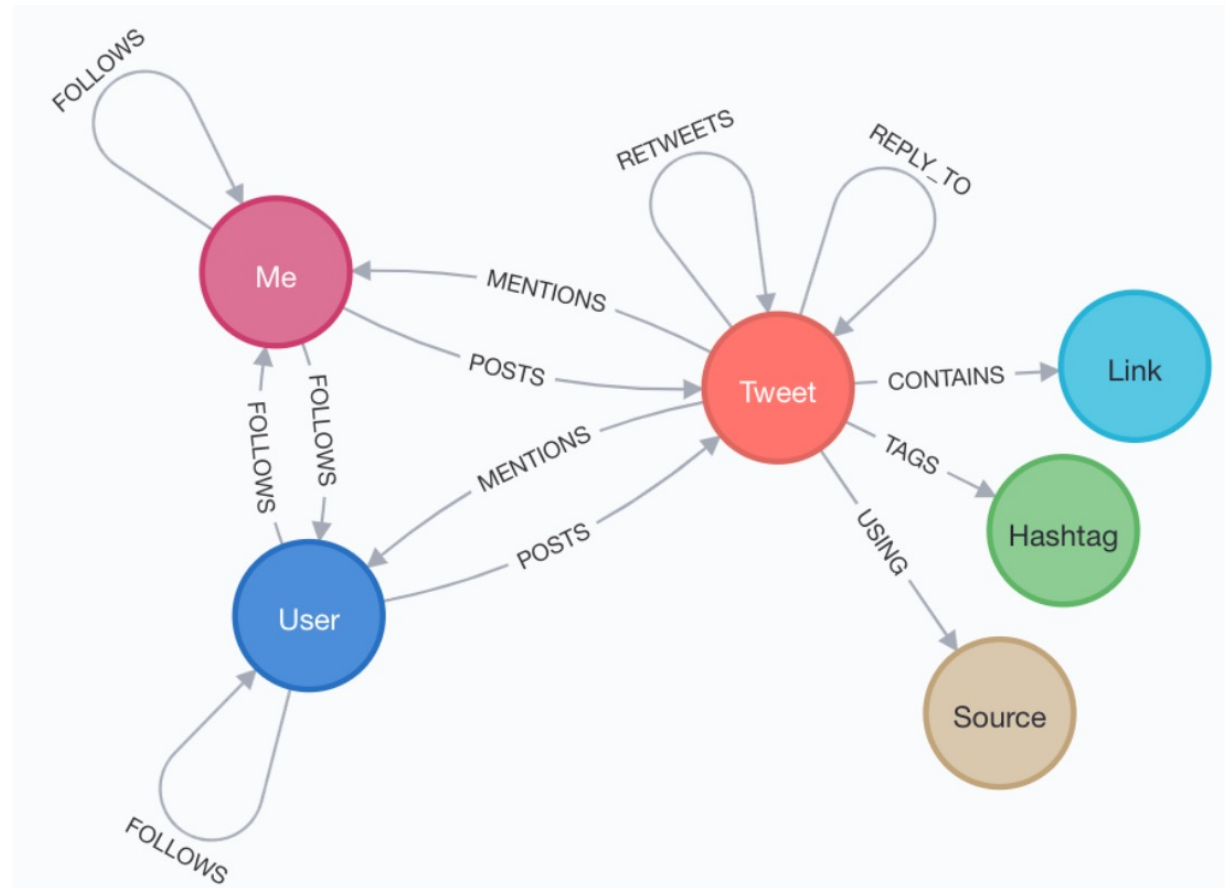 FOLLOWS
RETWEETS
REPLY_TO
Me
MENTIONS
POSTS
Tweet
CONTAINS
Link
FOLLOWS
FOLLOWS
MENTIONS
TAGS
POSTS
USING
Hashtag
User
Source
FOLLOWS